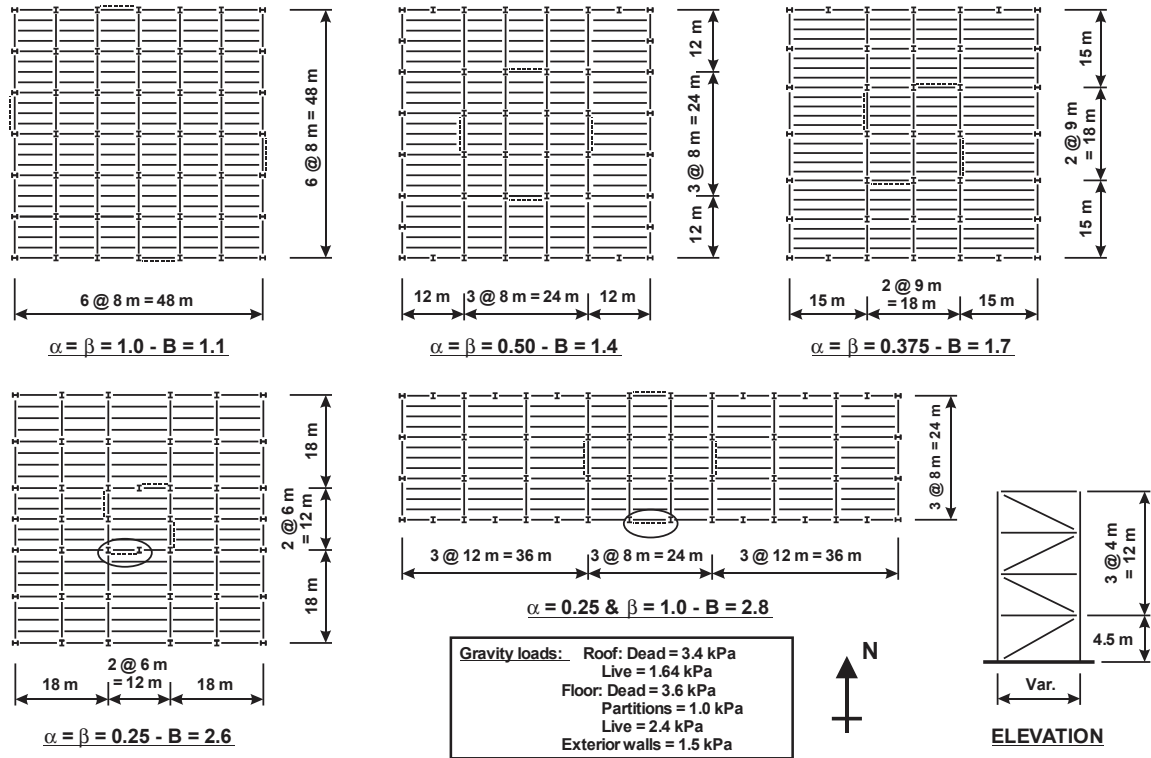 6 @ 8 m = 48 m
6 @ 8 m = 48 m
α = β = 1.0 - B = 1.1
12 m
3 @ 8 m = 24 m
12 m
12 m
3 @ 8 m = 24 m
12 m
α = β = 0.50 - B = 1.4
15 m
2 @ 9 m
= 18 m
15 m
15 m
2 @ 9 m
= 18 m
15 m
α = β = 0.375 - B = 1.7
18 m
2 @ 6 m
= 12 m
18 m
18 m
2 @ 6 m
= 12 m
18 m
α = β = 0.25 - B = 2.6
3 @ 8 m = 24 m
3 @ 12 m = 36 m
3 @ 8 m = 24 m
3 @ 12 m = 36 m
α = 0.25 & β = 1.0 - B = 2.8
Gravity loads: Roof: Dead = 3.4 kPa
Live = 1.64 kPa
Floor: Dead = 3.6 kPa
Partitions = 1.0 kPa
Live = 2.4 kPa
Exterior walls = 1.5 kPa
N
3 @ 4 m
= 12 m
4.5 m
Var.
ELEVATION